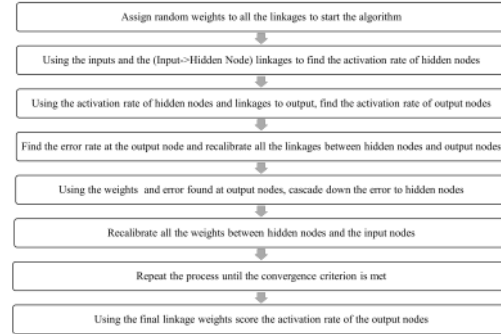 Assign random weights to all the linkages to start the algorithm
Using the inputs and the (Input->Hidden Node) linkages to find the activation rate of hidden nodes
Using the activation rate of hidden nodes and linkages to output, find the activation rate of output nodes
Find the error rate at the output node and recalibrate all the linkages between hidden nodes and output nodes
Using the weights and error found at output nodes, cascade down the error to hidden nodes
Recalibrate all the weights between hidden nodes and the input nodes
Repeat the process until the convergence criterion is met
Using the final linkage weights score the activation rate of the output nodes